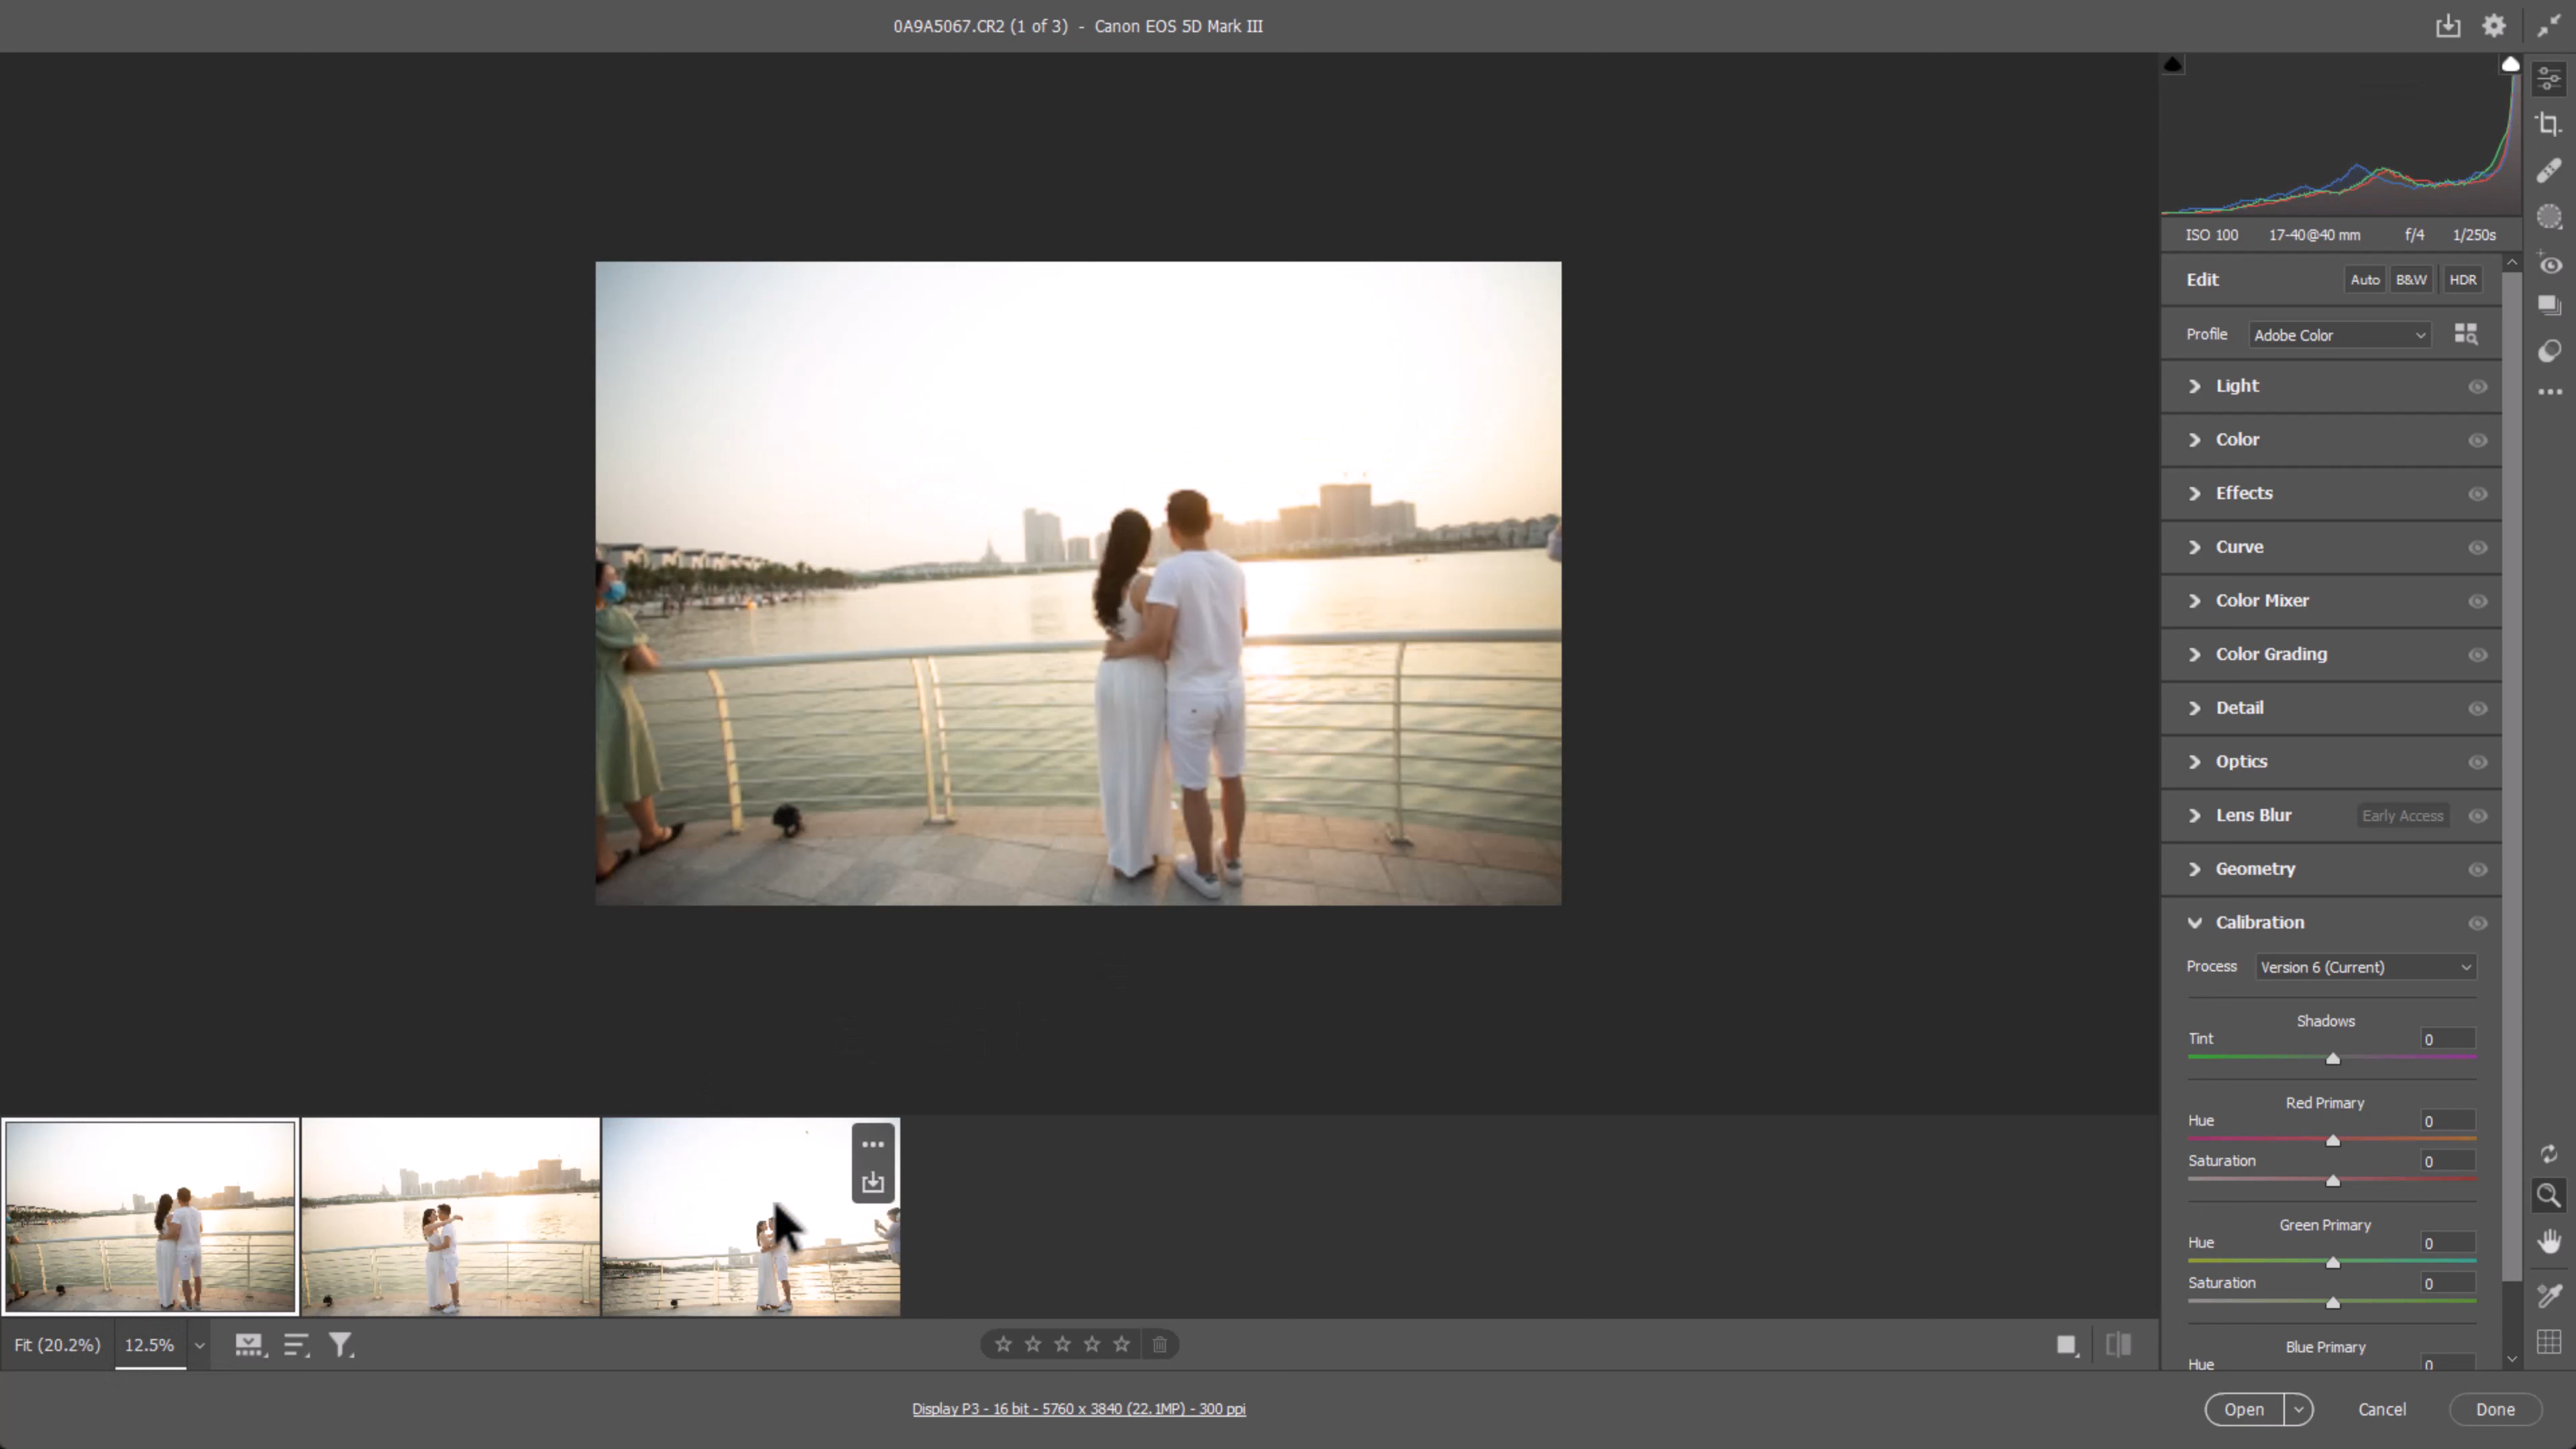 0A9A5067.CR2 (1 of 3) - Canon EOS 5D Mark III
ISO 100 17-40@40 mm f/4 1/250s
Edit Auto B&W HDR
Profile Adobe Color
Light
Color
Effects
Curve
Color Mixer
Color Grading
Detail
Optics
Lens Blur Early Access
Geometry
Calibration
Process Version 6 (Current)
Shadows
Tint 0
Red Primary
Hue 0
Saturation 0
Green Primary
Hue 0
Saturation 0
Blue Primary
Hue 0
Fit (20.2%) 12.5%
Display P3 - 16 bit - 5760 x 3840 (22.1MP) - 300 ppi
Open Cancel Done